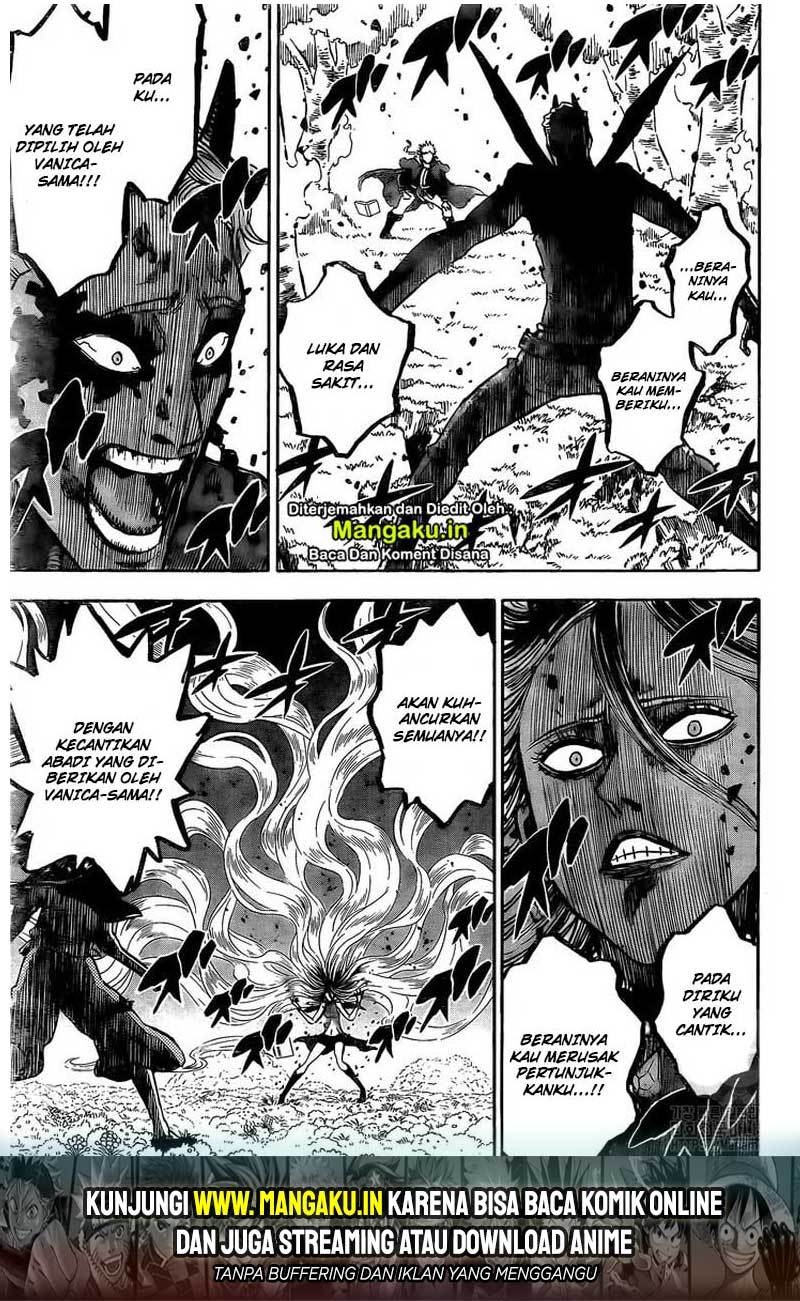 ...BERA-
NINYA
KAU...
BERANINYA
KAU MEM-
BERIKU...
LUKA DAN
RASA
SAKIT...
PADA
KU...
YANG TELAH
DIPILIH OLEH
VANICA-
SAMA!!!
Diterjemahkan dan Diedit Oleh :
Mangaku.in
Baca Dan Koment Disana
PADA
DIRIKU
YANG
CANTIK...
BERANINYA
KAU MERUSAK
PERTUNJUK-
KANKU...!!
AKAN KUH-
ANCURKAN
SEMUANYA!!
DENGAN
KECANTIKAN
ABADI YANG DI-
BERIKAN OLEH
VANICA-SAMA!!
KUNJUNGI WWW. MANGAKU.IN KARENA BISA BACA KOMIK ONLINE
DAN JUGA STREAMING ATAU DOWNLOAD ANIME
TANPA BUFFERING DAN IKLAN YANG MENGGANGU